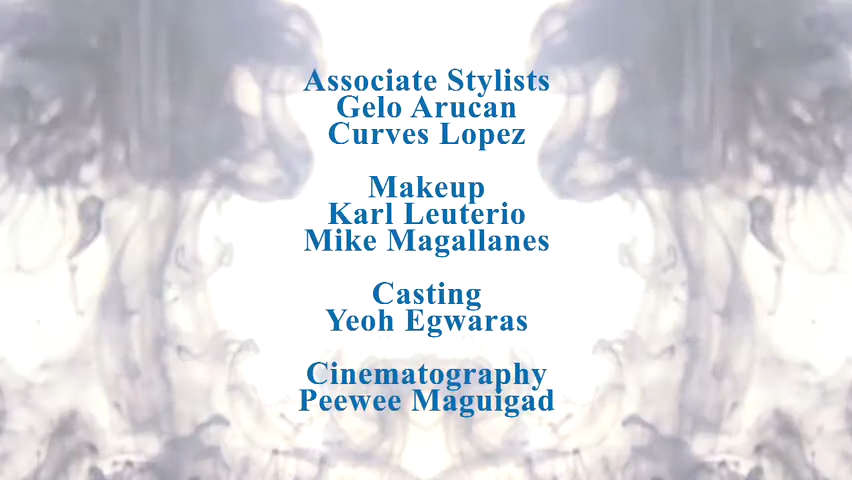 Associate Stylists
Gelo Arucan
Curves Lopez
Makeup
Karl Leuterio
Mike Magallanes
Casting
Yeoh Egwaras
Cinematography
Peewee Maguigad